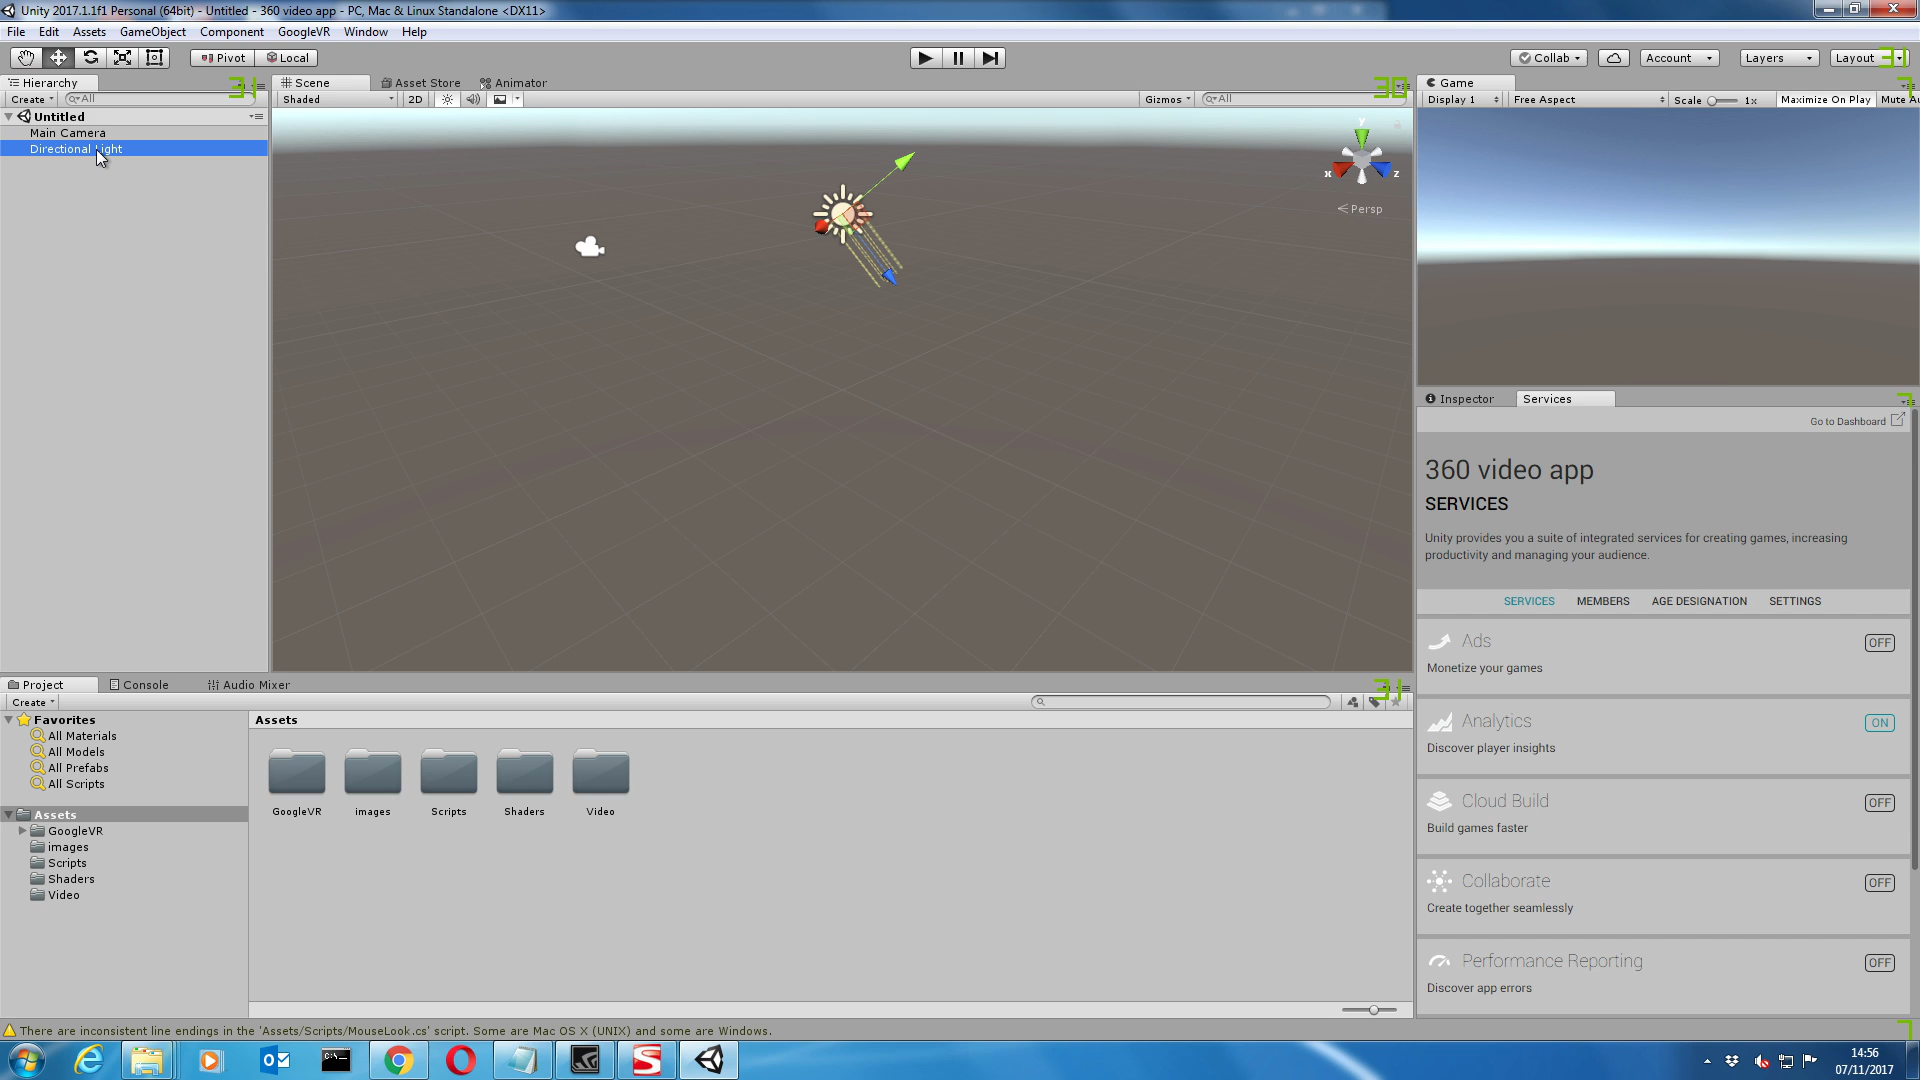 Unity 2017.1.1f1 Personal (64bit) - Untitled - 360 video app - PC, Mac & Linux Standalone <DX11>
File Edit Assets GameObject Component GoogleVR Window Help
Pivot Local Collab Account Layers Layout 31
Hierarchy 31
Create All
Untitled
Main Camera
Directional Light
Scene Asset Store Animator 30
Shaded 2D Gizmos All
y
x z
Persp
Game 7
Display 1 Free Aspect Scale 1x Maximize On Play Mute Au
Inspector Services 7
Go to Dashboard
360 video app
SERVICES
Unity provides you a suite of integrated services for creating games, increasing
productivity and managing your audience.
SERVICES MEMBERS AGE DESIGNATION SETTINGS
Ads OFF
Monetize your games
Analytics ON
Discover player insights
Cloud Build OFF
Build games faster
Collaborate OFF
Create together seamlessly
Performance Reporting OFF
Discover app errors
Project Console Audio Mixer 31
Create
Favorites
All Materials
All Models
All Prefabs
All Scripts
Assets
GoogleVR
images
Scripts
Shaders
Video
Assets
GoogleVR images Scripts Shaders Video
There are inconsistent line endings in the 'Assets/Scripts/MouseLook.cs' script. Some are Mac OS X (UNIX) and some are Windows. 7
C:\
14:56
07/11/2017